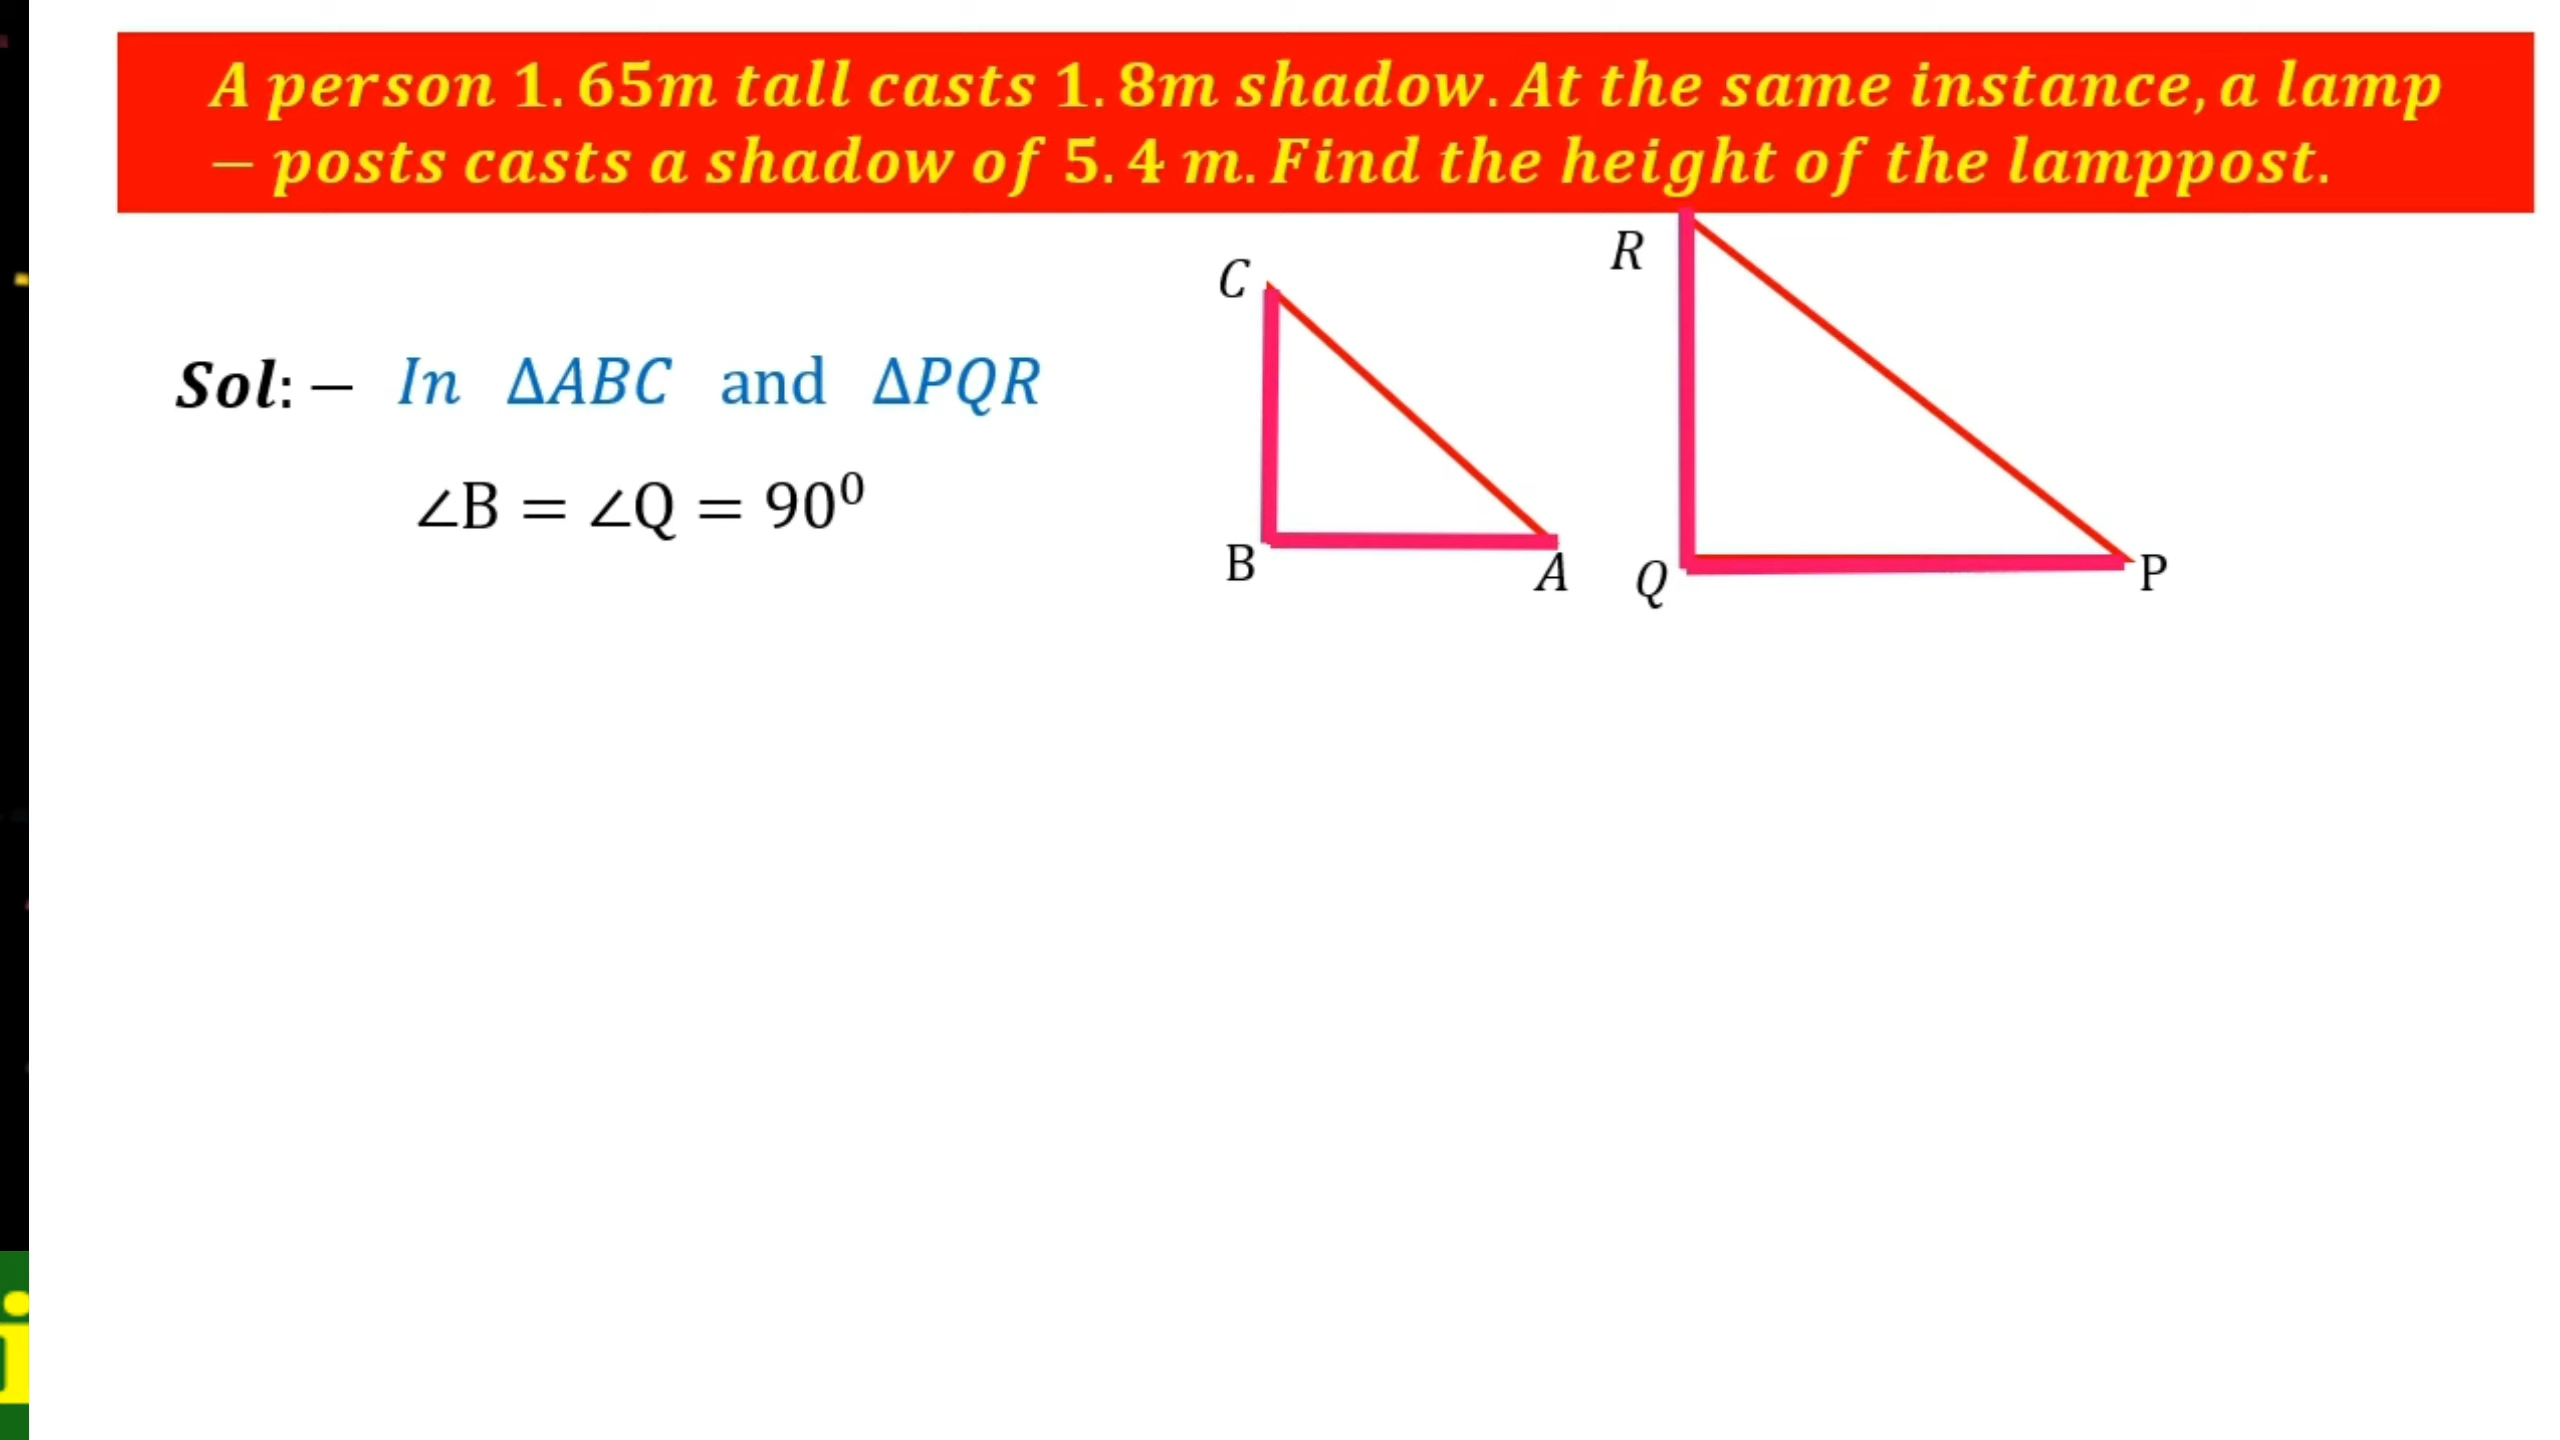 A person 1.65m tall casts 1.8m shadow. At the same instance, a lamp
– posts casts a shadow of 5.4 m. Find the height of the lamppost.
R
C
Sol: – In ΔABC and ΔPQR
∠B = ∠Q = 90⁰
B
A
Q
P
i